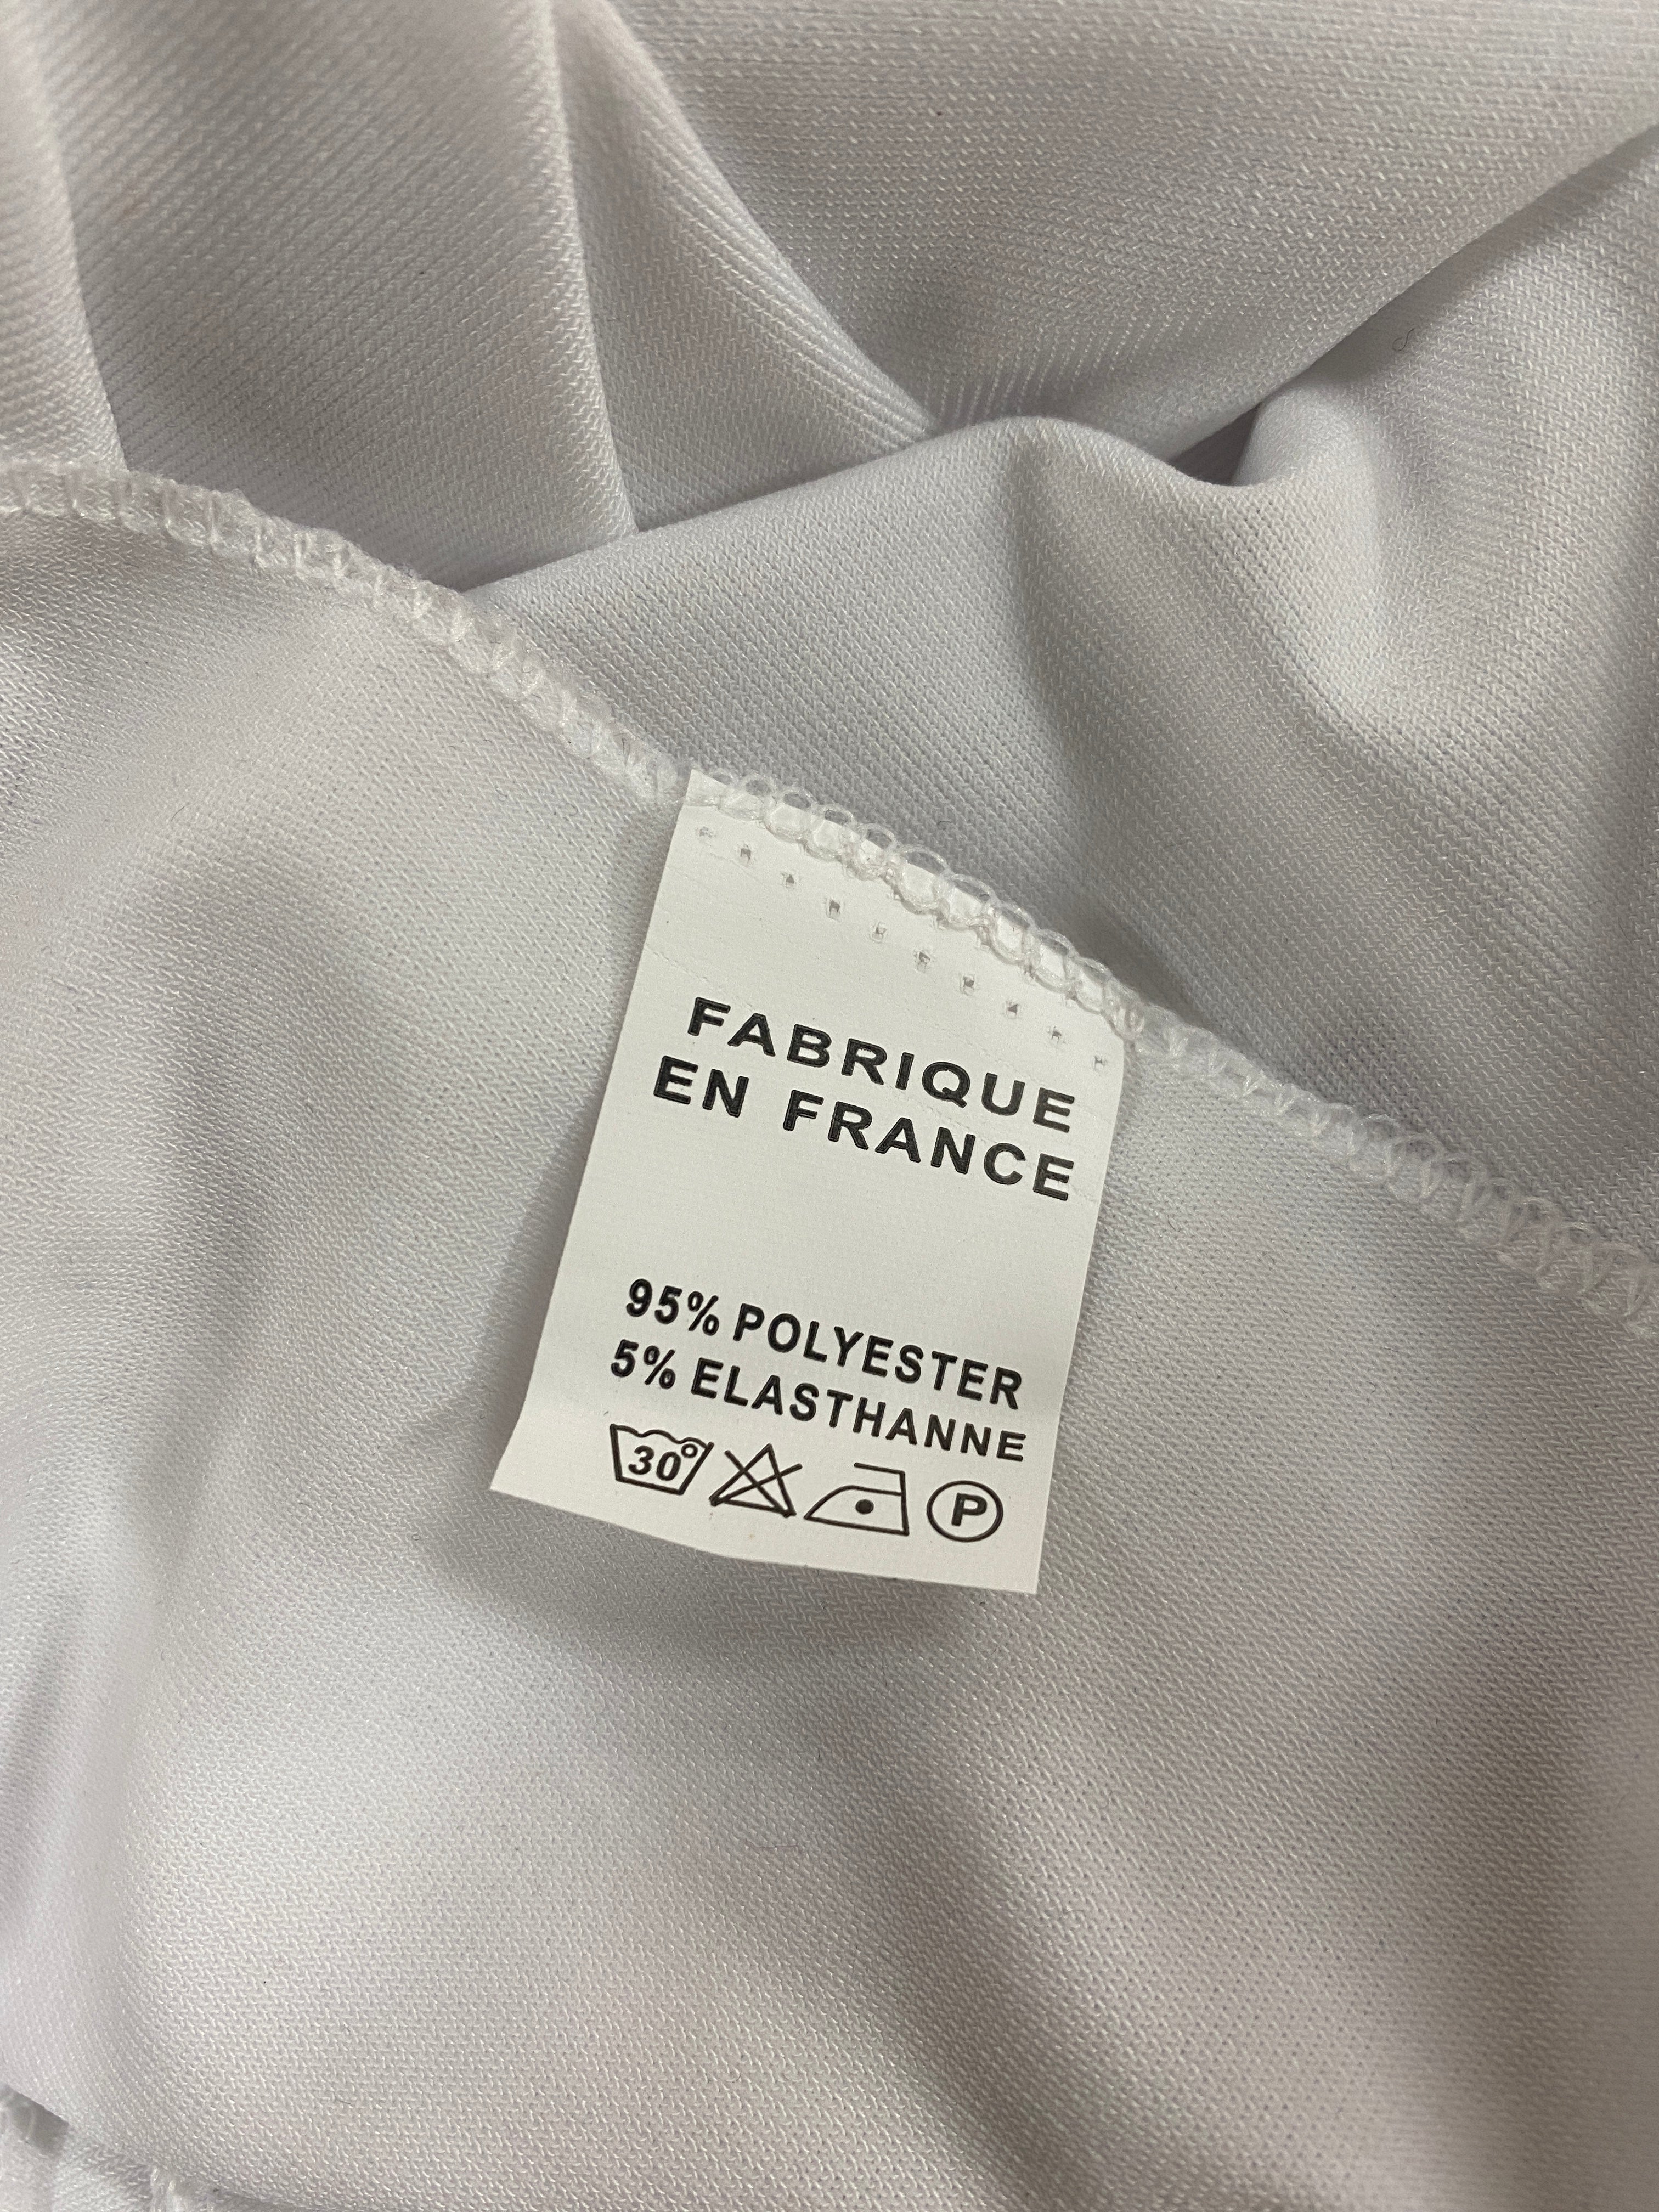 FABRIQUE
EN FRANCE
95% POLYESTER
5% ELASTHANNE
30° P